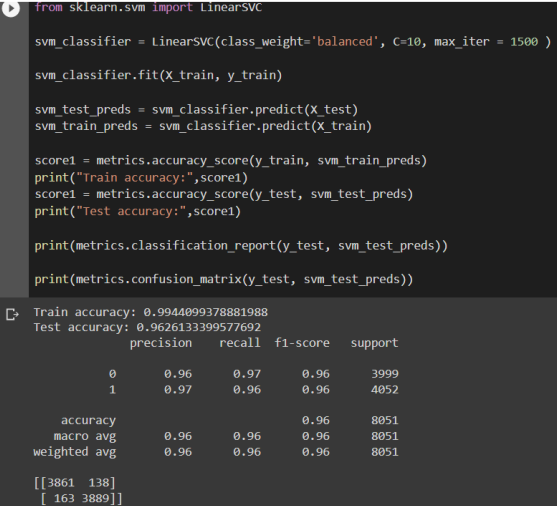 from sklearn.svm import LinearSVC
svm_classifier = LinearSVC(class_weight='balanced', C=10, max_iter = 1500 )
svm_classifier.fit(X_train, y_train)
svm_test_preds = svm_classifier.predict(X_test)
svm_train_preds = svm_classifier.predict(X_train)
score1 = metrics.accuracy_score(y_train, svm_train_preds)
print("Train accuracy:",score1)
score1 = metrics.accuracy_score(y_test, svm_test_preds)
print("Test accuracy:",score1)
print(metrics.classification_report(y_test, svm_test_preds))
print(metrics.confusion_matrix(y_test, svm_test_preds))
Train accuracy: 0.9944099378881988
Test accuracy: 0.9626133399577692
precision recall f1-score support
0 0.96 0.97 0.96 3999
1 0.97 0.96 0.96 4052
accuracy 0.96 8051
macro avg 0.96 0.96 0.96 8051
weighted avg 0.96 0.96 0.96 8051
[[3861 138]
[ 163 3889]]